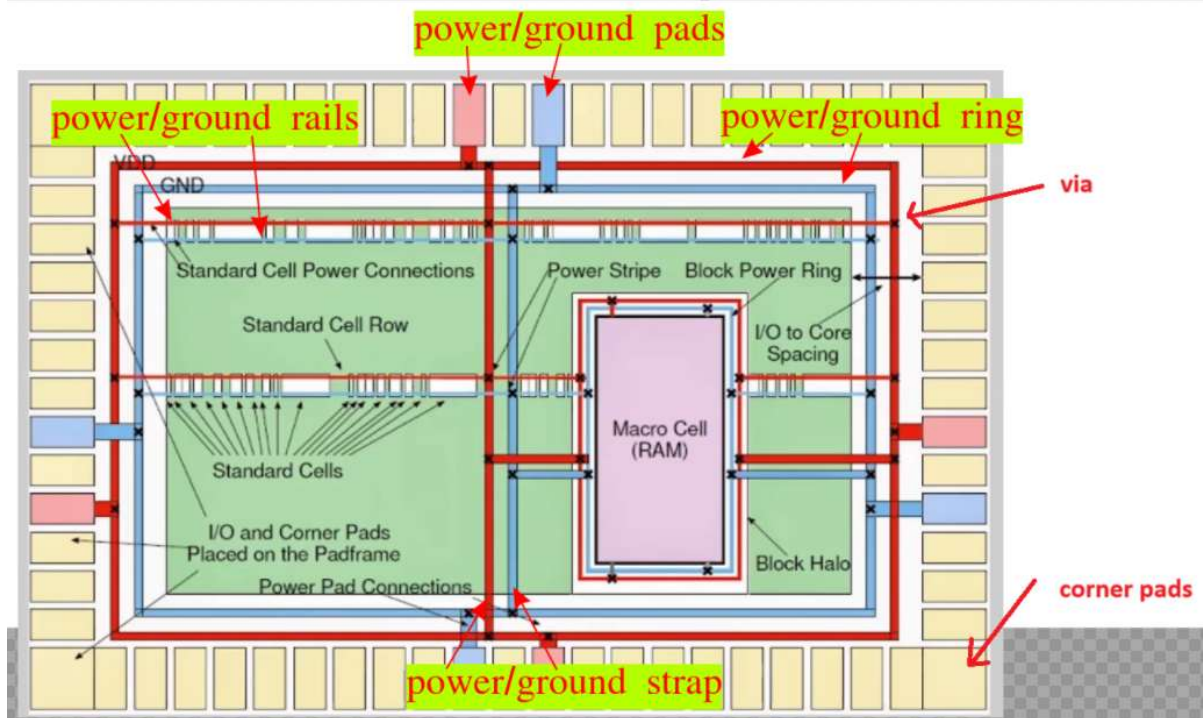 power/ground pads
power/ground rails
power/ground ring
VDD
GND
via
Standard Cell Power Connections
Power Stripe
Block Power Ring
Standard Cell Row
I/O to Core
Spacing
Macro Cell
(RAM)
Standard Cells
I/O and Corner Pads
Placed on the Padframe
Block Halo
Power Pad Connections
corner pads
power/ground strap